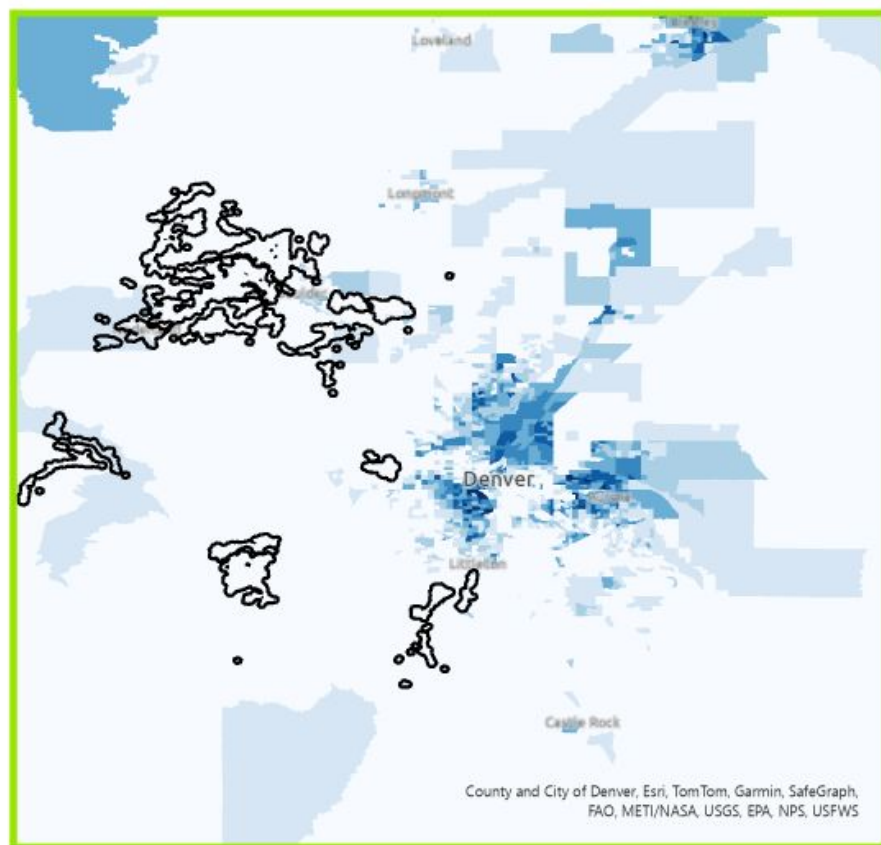 Loveland
Longmont
Denver
Littleton
Castle Rock
County and City of Denver, Esri, TomTom, Garmin, SafeGraph,
FAO, METI/NASA, USGS, EPA, NPS, USFWS